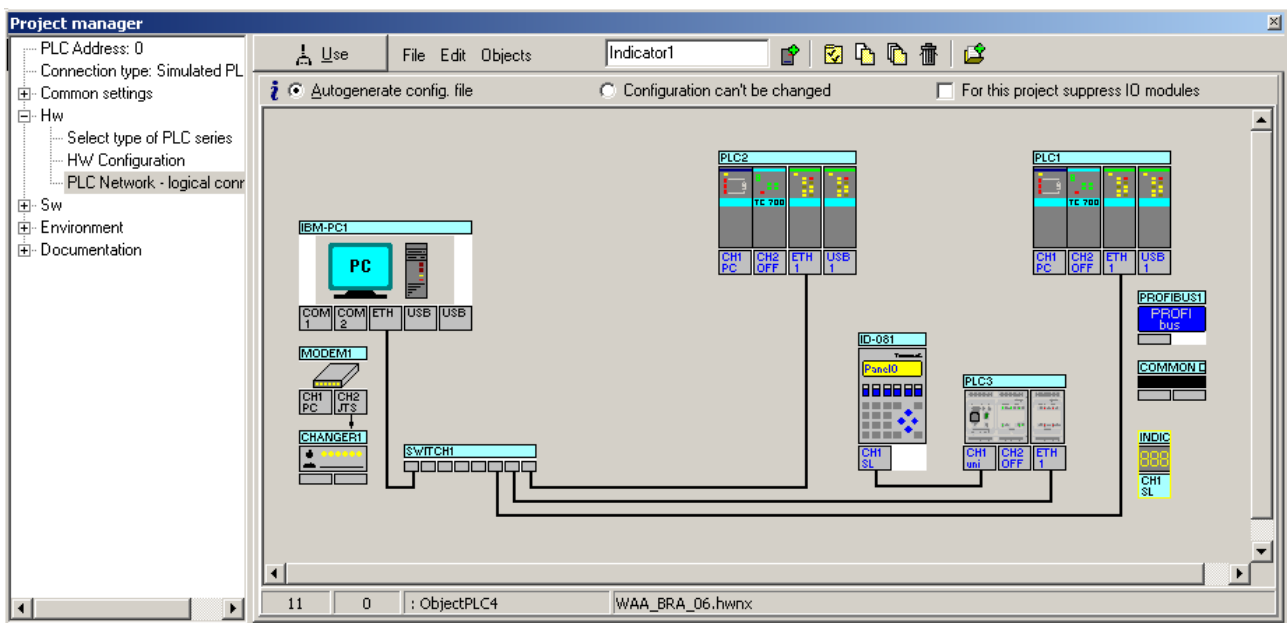 Project manager
PLC Address: 0
Connection type: Simulated PL
Common settings
Hw
Select type of PLC series
HW Configuration
PLC Network - logical conr
Sw
Environment
Documentation
Use File Edit Objects Indicator1
Autogenerate config. file Configuration can't be changed For this project suppress IO modules
PLC2 PLC1
TC 700 TC 700
CH1 PC CH2 OFF ETH 1 USB 1
CH1 PC CH2 OFF ETH 1 USB 1
IBM-PC1
PC
COM 1 COM 2 ETH USB USB
PROFIBUS1
PROFI
bus
MODEM1
CH1 PC CH2 JTS
ID-081
Panel0
CH1 SL
COMMON D
PLC3
CH1 uni CH2 OFF ETH 1
CHANGER1
SWITCH1
INDIC
888
CH1
SL
11 0 : ObjectPLC4 WAA_BRA_06.hwnx